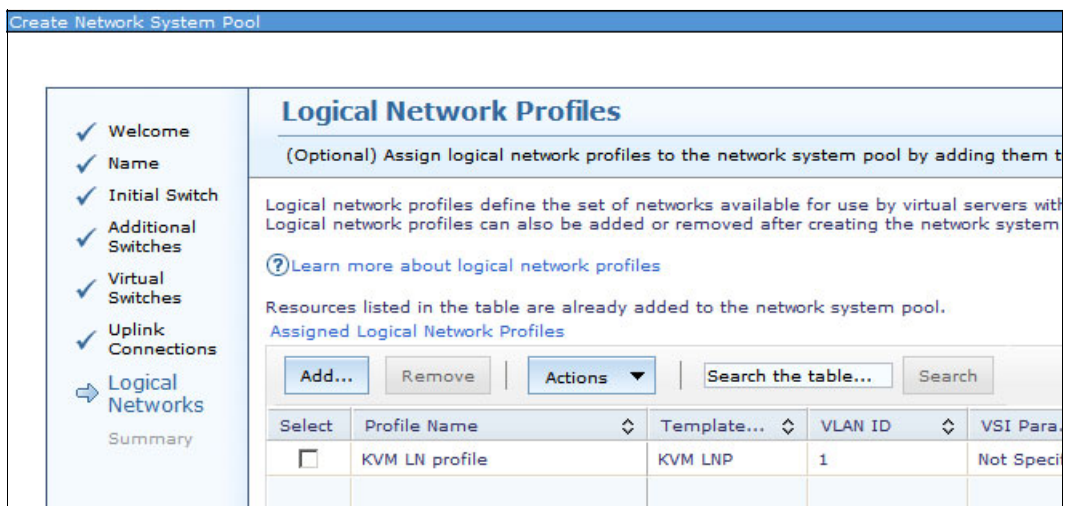 Create Network System Pool
Welcome
Name
Initial Switch
Additional
Switches
Virtual
Switches
Uplink
Connections
Logical
Networks
Summary
Logical Network Profiles
(Optional) Assign logical network profiles to the network system pool by adding them t
Logical network profiles define the set of networks available for use by virtual servers with
Logical network profiles can also be added or removed after creating the network system
?Learn more about logical network profiles
Resources listed in the table are already added to the network system pool.
Assigned Logical Network Profiles
Add... Remove Actions Search the table... Search
Select Profile Name Template... VLAN ID VSI Para.
KVM LN profile KVM LNP 1 Not Specif